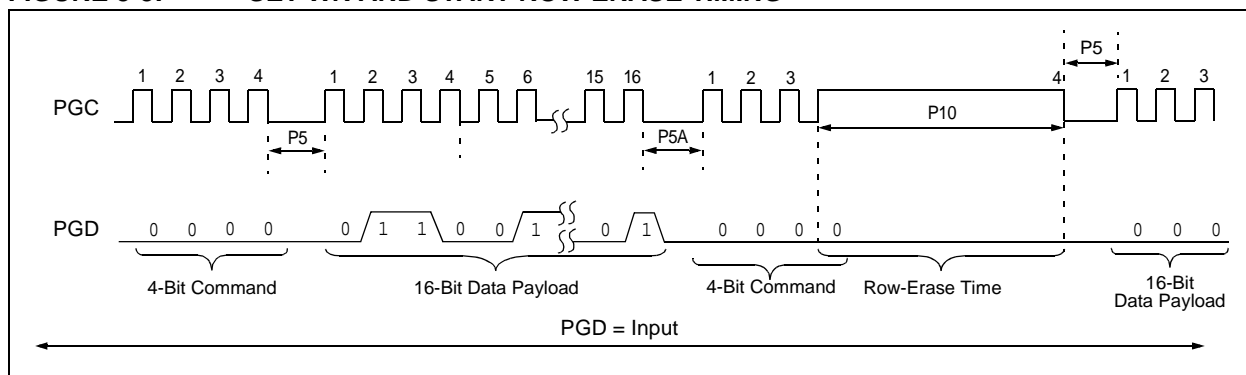 P5
1 2 3 4 1 2 3 4 5 6 15 16 1 2 3 4 1 2 3
PGC
P10
P5 P5A
PGD
0 0 0 0 0 1 1 0 0 1 0 1 0 0 0 0 0 0 0
4-Bit Command 16-Bit Data Payload 4-Bit Command Row-Erase Time 16-Bit
Data Payload
PGD = Input